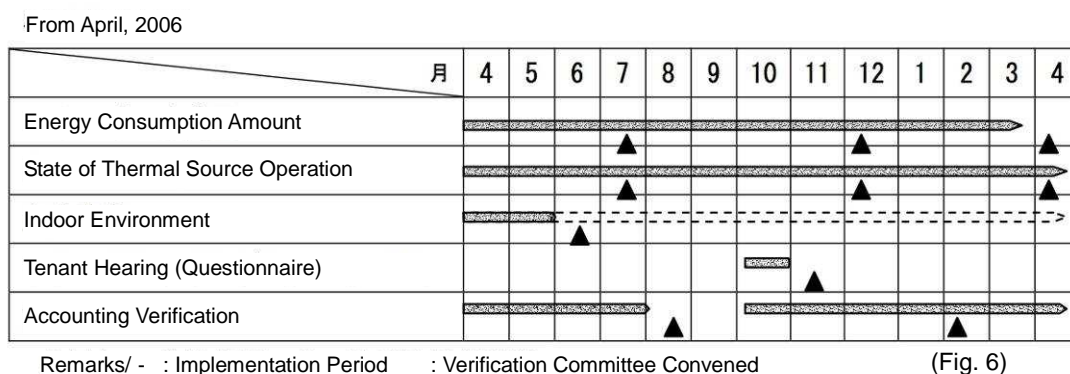 From April, 2006
月 4 5 6 7 8 9 10 11 12 1 2 3 4
Energy Consumption Amount
State of Thermal Source Operation
Indoor Environment
Tenant Hearing (Questionnaire)
Accounting Verification
Remarks/ - : Implementation Period : Verification Committee Convened (Fig. 6)